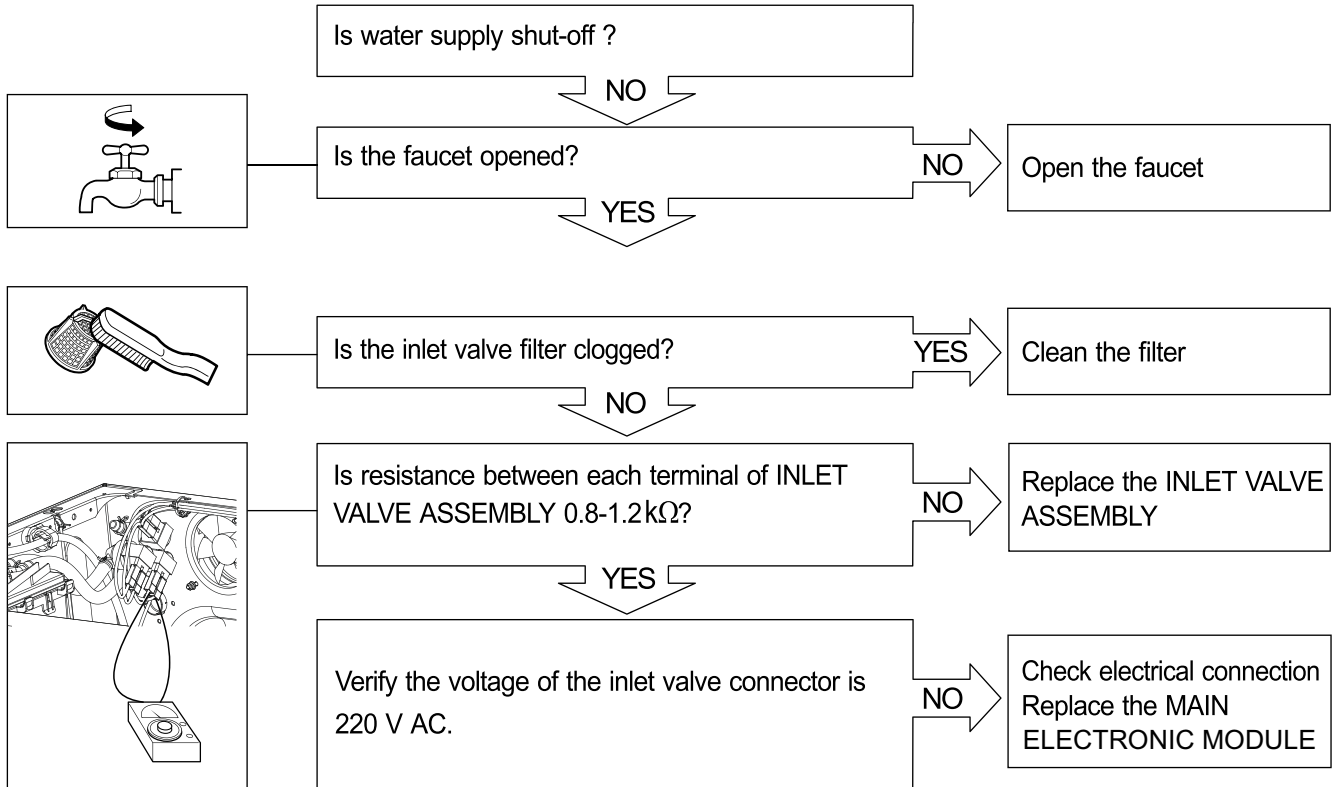 Is water supply shut-off ?
NO
Is the faucet opened?
NO
Open the faucet
YES
Is the inlet valve filter clogged?
YES
Clean the filter
NO
Is resistance between each terminal of INLET
VALVE ASSEMBLY 0.8-1.2kΩ?
NO
Replace the INLET VALVE
ASSEMBLY
YES
Verify the voltage of the inlet valve connector is
220 V AC.
NO
Check electrical connection
Replace the MAIN
ELECTRONIC MODULE